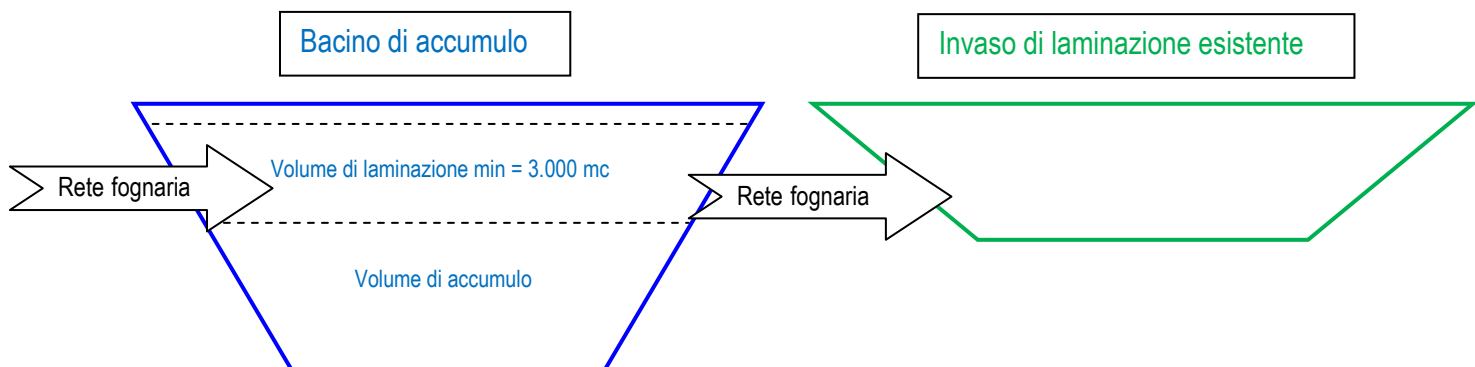 Bacino di accumulo
Invaso di laminazione esistente
Rete fognaria
Volume di laminazione min = 3.000 mc
Rete fognaria
Volume di accumulo